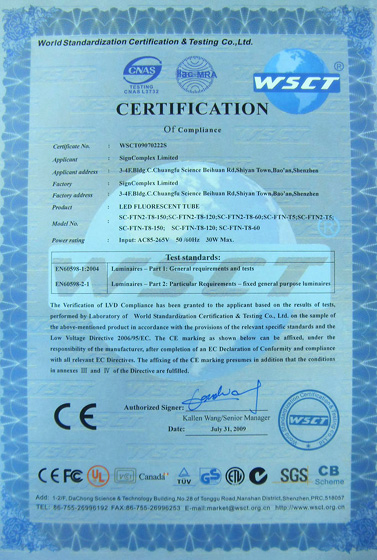 World Standardization Certification & Testing Co.,Ltd.
CNAS
TESTING
CNAS L3732
ilac-MRA
WSCT®
CERTIFICATION
Of Compliance
Certificate No. WSCT09070222S
Applicant SignComplex Limited
Applicant address 3-4F,Bldg C.Chuangfu Science Beihuan Rd,Shiyan Town,Bao'an,Shenzhen
Factory SignComplex Limited
Factory address 3-4F,Bldg.C.Chuangfu Science Beihuan Rd,Shiyan Town,Bao'an,Shenzhen
Product LED FLUORESCENT TUBE
Model No. SC-FTN2-T8-150;SC-FTN2-T8-120;SC-FTN2-T8-60;SC-FTN-T5;SC-FTN2-T5;
SC-FTN-T8-150; SC-FTN-T8-120; SC-FTN-T8-60
Power rating : Input: AC85-265V 50 /60Hz 30W Max.
Test standards:
EN60598-1:2004 Luminaires – Part 1: General requirements and tests
EN60598-2-1 Luminaires – Part 2: Particular Requirements – fixed general purpose luminaires
The Verification of LVD Compliance has been granted to the applicant based on the results of tests,
performed by Laboratory of World Standardization Certification & Testing Co., Ltd. on the sample of
the above-mentioned product in accordance with the provisions of the relevant specific standards and the
Low Voltage Directive 2006/95/EC. The CE marking as shown below can be affixed, under the
responsibility of the manufacturer, after completion of an EC Declaration of Conformity and compliance
with all relevant EC Directives. The affixing of the CE marking presumes in addition that the conditions
in annexes III and IV of the Directive are fulfilled.
CE
Authorized Signer:
Kallen Wang/Senior Manager
Date: July 31, 2009
WSCT
CE FC UL PSE Canada TÜV GS ETL SGS CB
Scheme
Add: 1-2/F, DaChong Science & Technology Building,No.28 of Tonggu Road,Nanshan District,Shenzhen,PRC,518057
TEL: 86-755-26996192 FAX:86-755-26996253 E-mail:market@wsct.org.cn http://www.wsct.org.cn